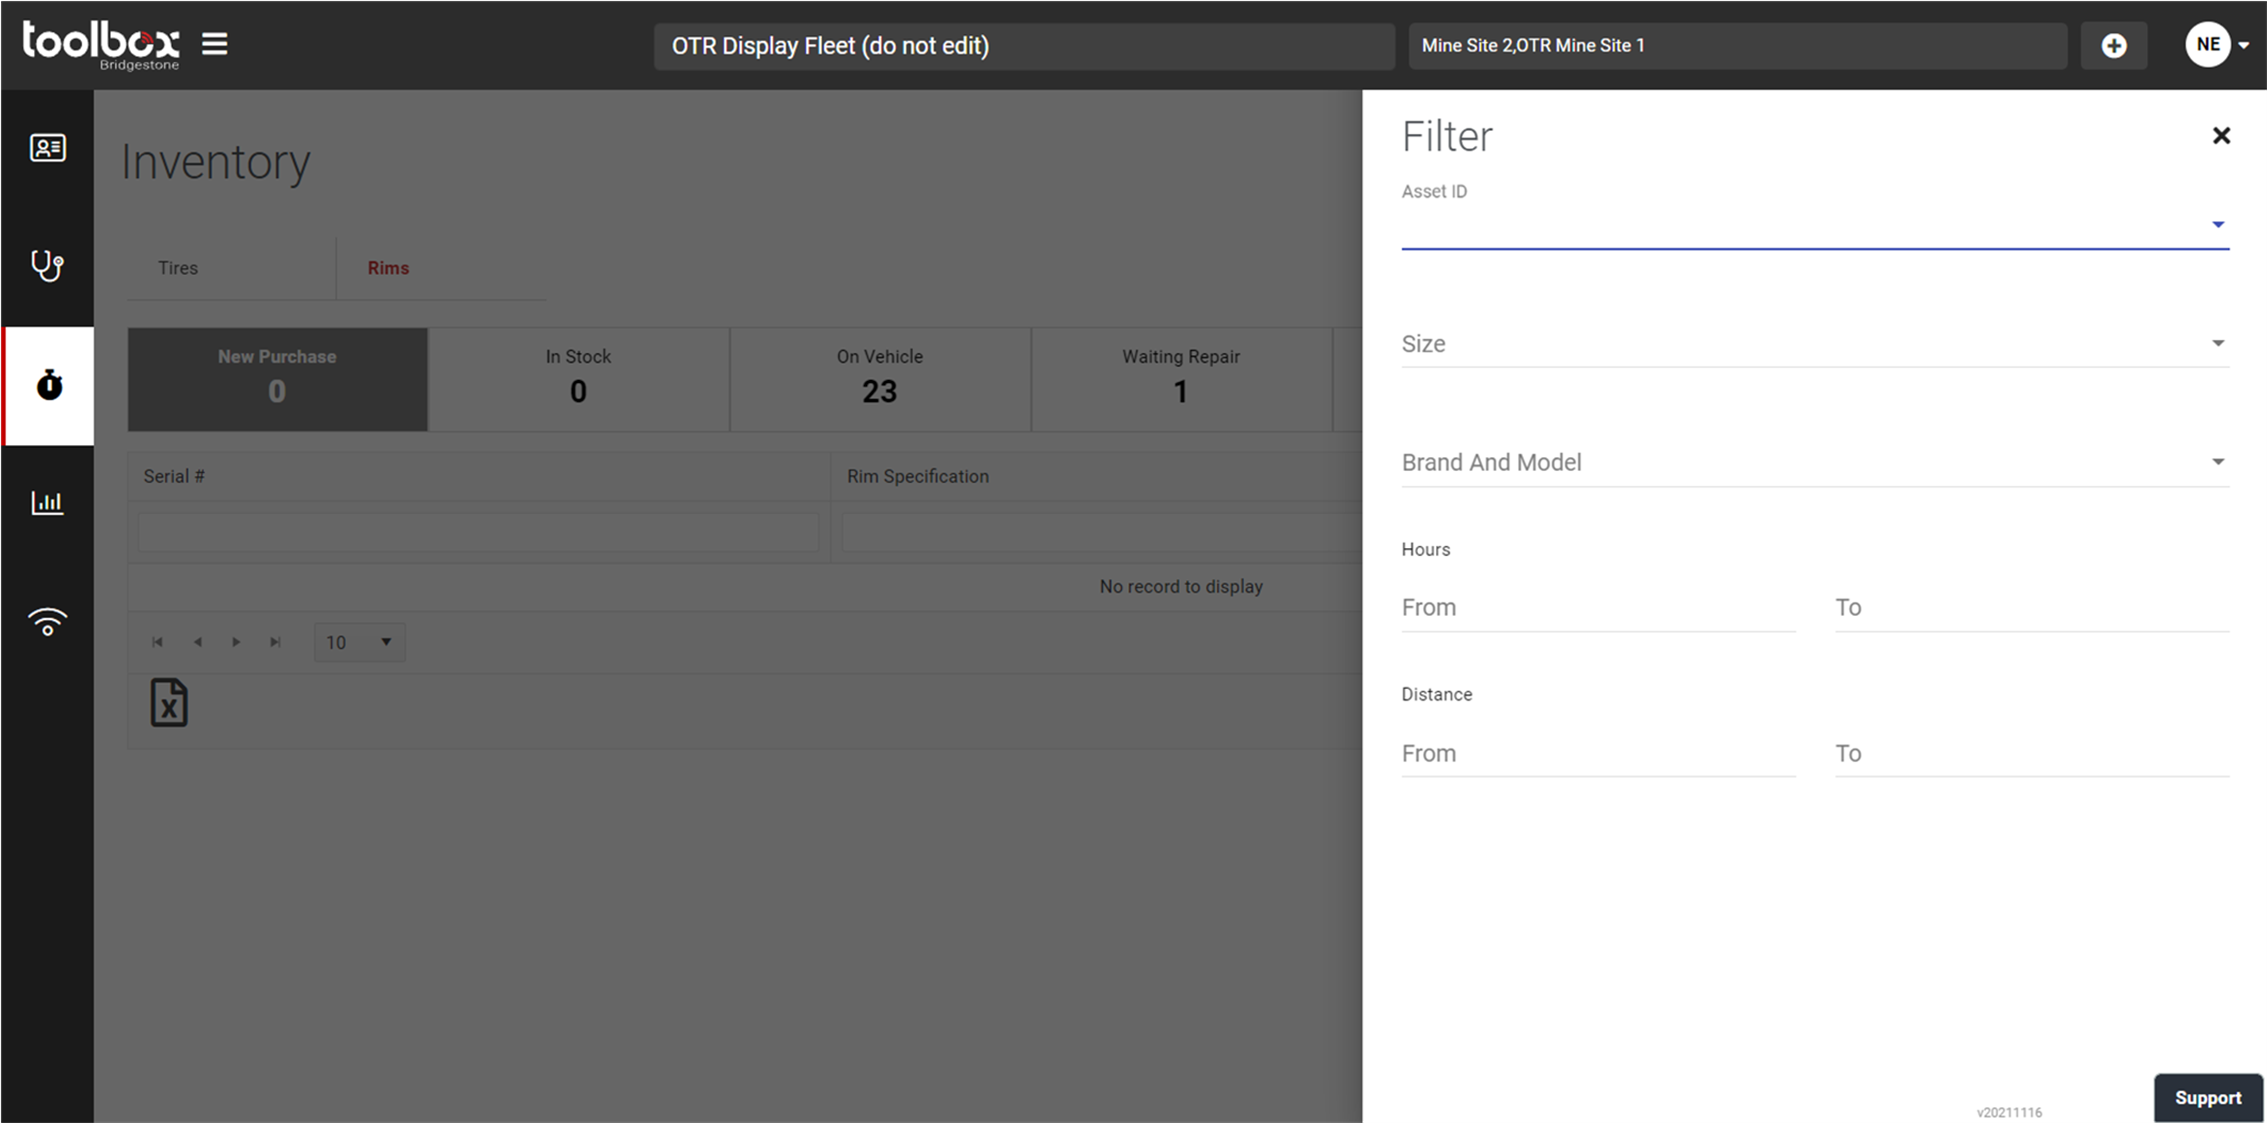 toolbox
Bridgestone
OTR Display Fleet (do not edit)
Mine Site 2,OTR Mine Site 1
NE
Inventory
Tires
Rims
New Purchase
0
In Stock
0
On Vehicle
23
Waiting Repair
1
Serial #
Rim Specification
No record to display
10
X
Filter
Asset ID
Size
Brand And Model
Hours
From
To
Distance
From
To
v20211116
Support